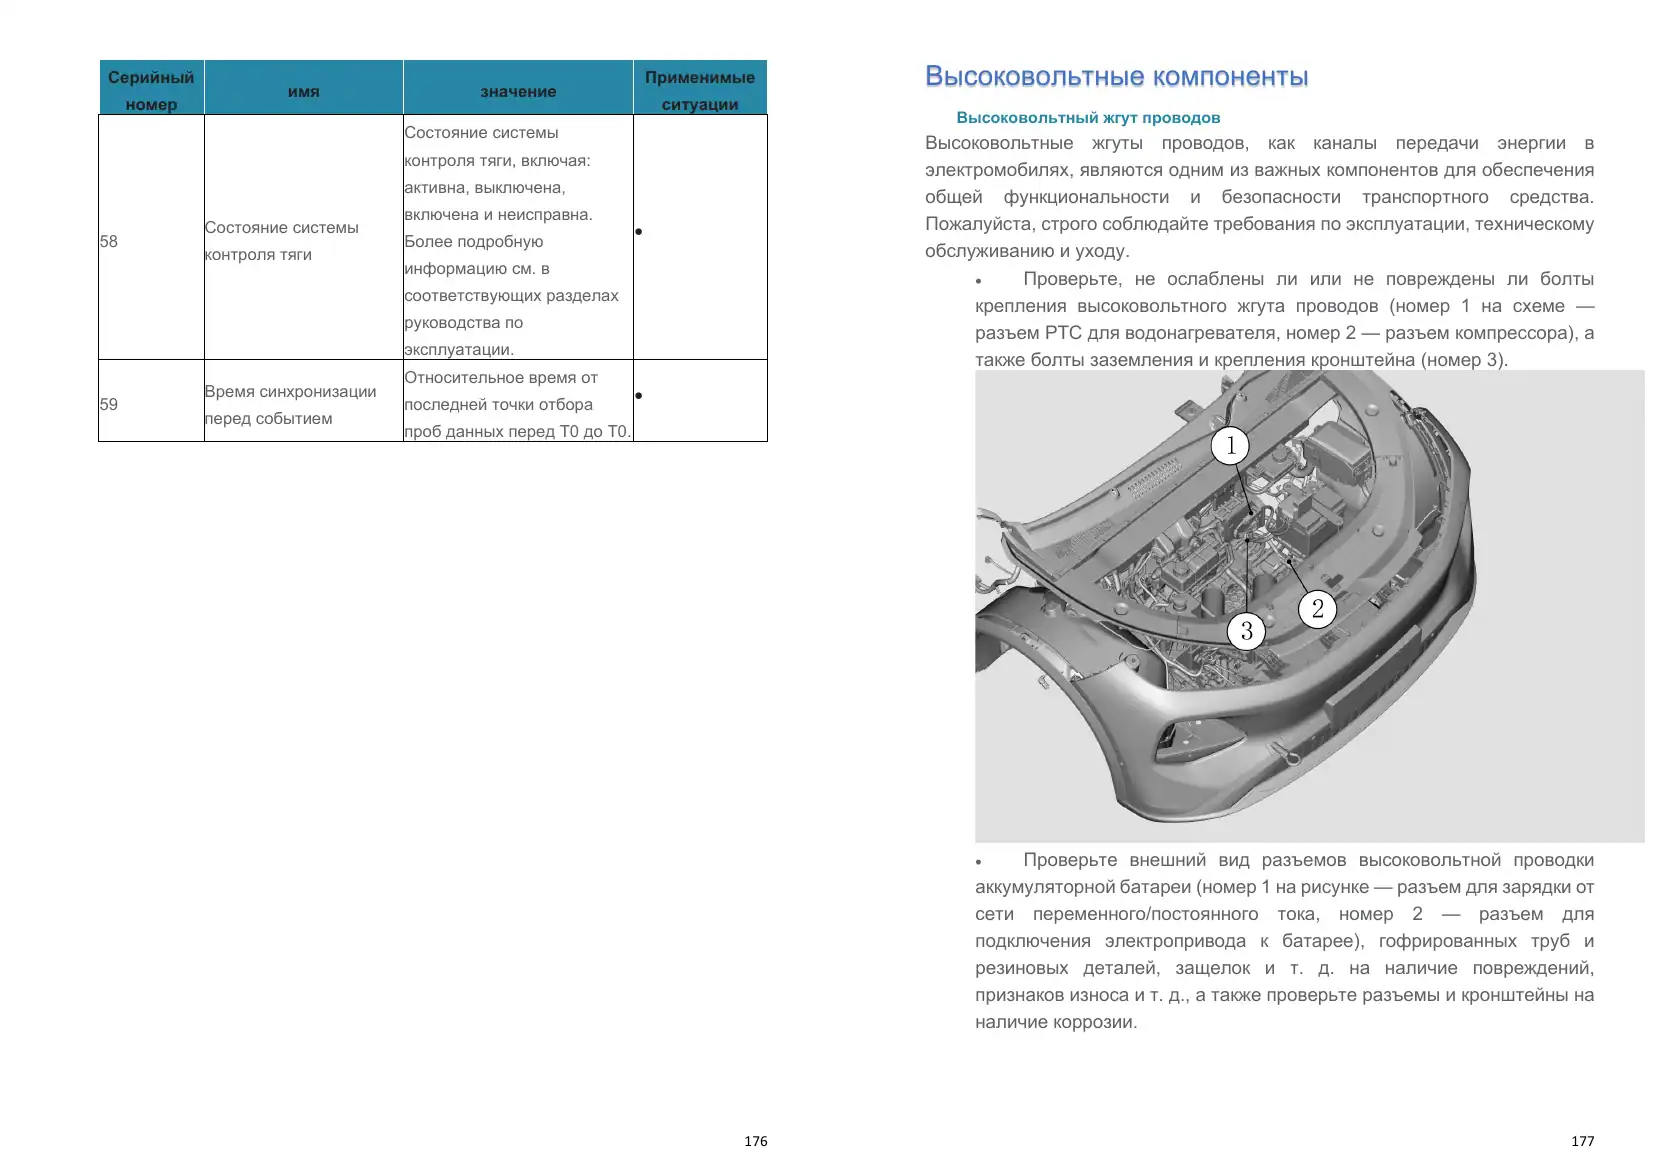 Серийный номер
имя
значение
Применимые ситуации
58
Состояние системы
контроля тяги
Состояние системы
контроля тяги, включая:
активна, выключена,
включена и неисправна.
Более подробную
информацию см. в
соответствующих разделах
руководства по
эксплуатации.
●
59
Время синхронизации
перед событием
Относительное время от
последней точки отбора
проб данных перед T0 до T0.
●
176
Высоковольтные компоненты
Высоковольтный жгут проводов
Высоковольтные жгуты проводов, как каналы передачи энергии в
электромобилях, являются одним из важных компонентов для обеспечения
общей функциональности и безопасности транспортного средства.
Пожалуйста, строго соблюдайте требования по эксплуатации, техническому
обслуживанию и уходу.
• Проверьте, не ослаблены ли или не повреждены ли болты
крепления высоковольтного жгута проводов (номер 1 на схеме —
разъем PTC для водонагревателя, номер 2 — разъем компрессора), а
также болты заземления и крепления кронштейна (номер 3).
1
2
3
• Проверьте внешний вид разъемов высоковольтной проводки
аккумуляторной батареи (номер 1 на рисунке — разъем для зарядки от
сети переменного/постоянного тока, номер 2 — разъем для
подключения электропривода к батарее), гофрированных труб и
резиновых деталей, защелок и т. д. на наличие повреждений,
признаков износа и т. д., а также проверьте разъемы и кронштейны на
наличие коррозии.
177